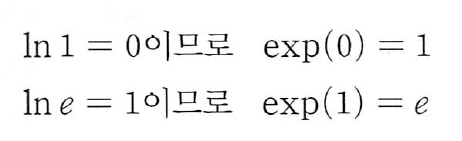 ln 1 = 0이므로 exp(0) = 1
ln e = 1이므로 exp(1) = e